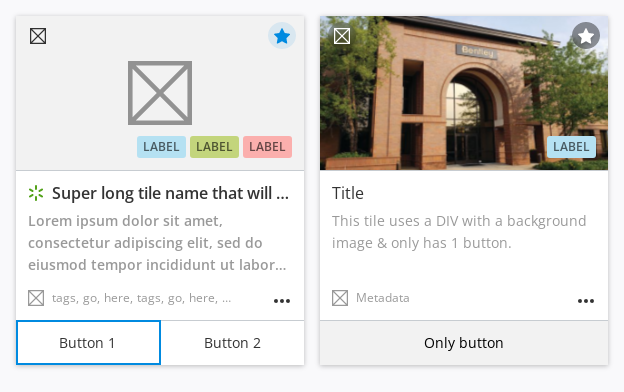 LABEL LABEL LABEL
Super long tile name that will ...
Lorem ipsum dolor sit amet,
consectetur adipiscing elit, sed do
eiusmod tempor incididunt ut labor...
tags, go, here, tags, go, here, ...
Button 1 Button 2
Bentley
LABEL
Title
This tile uses a DIV with a background
image & only has 1 button.
Metadata
Only button